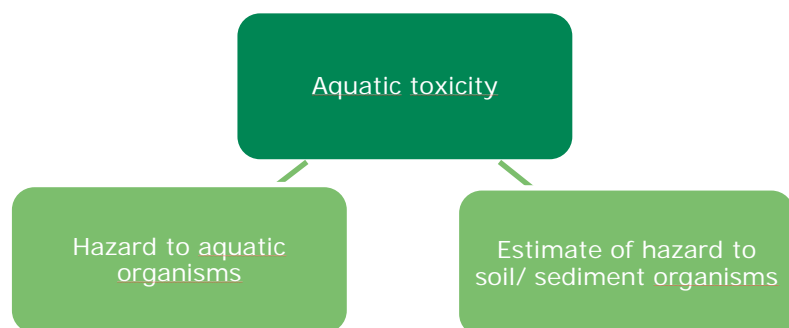 Aquatic toxicity
Hazard to aquatic
organisms
Estimate of hazard to
soil/ sediment organisms